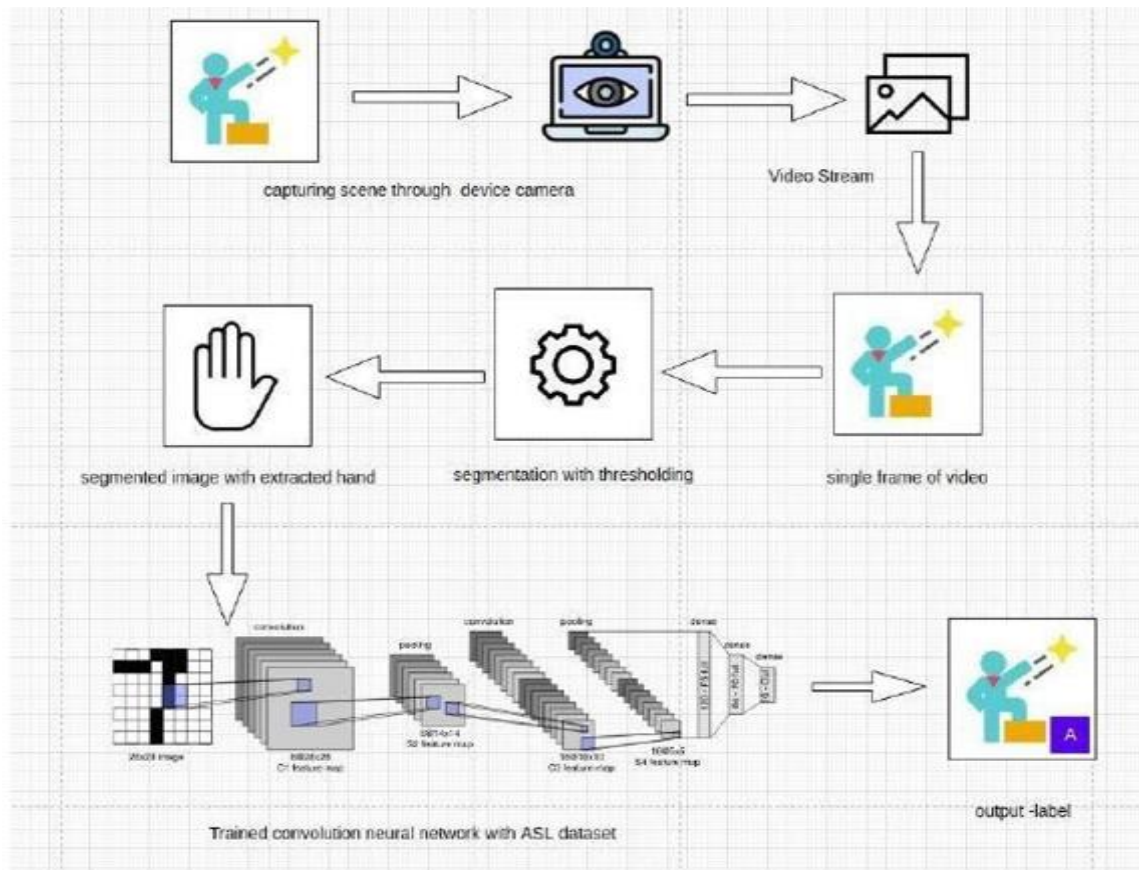 capturing scene through device camera
Video Stream
segmented image with extracted hand
segmentation with thresholding
single frame of video
convolution
pooling
convolution
pooling
dense
dense
dense
28x28 image
C1 feature map
S2 feature map
C3 feature map
S4 feature map
A
output -label
Trained convolution neural network with ASL dataset